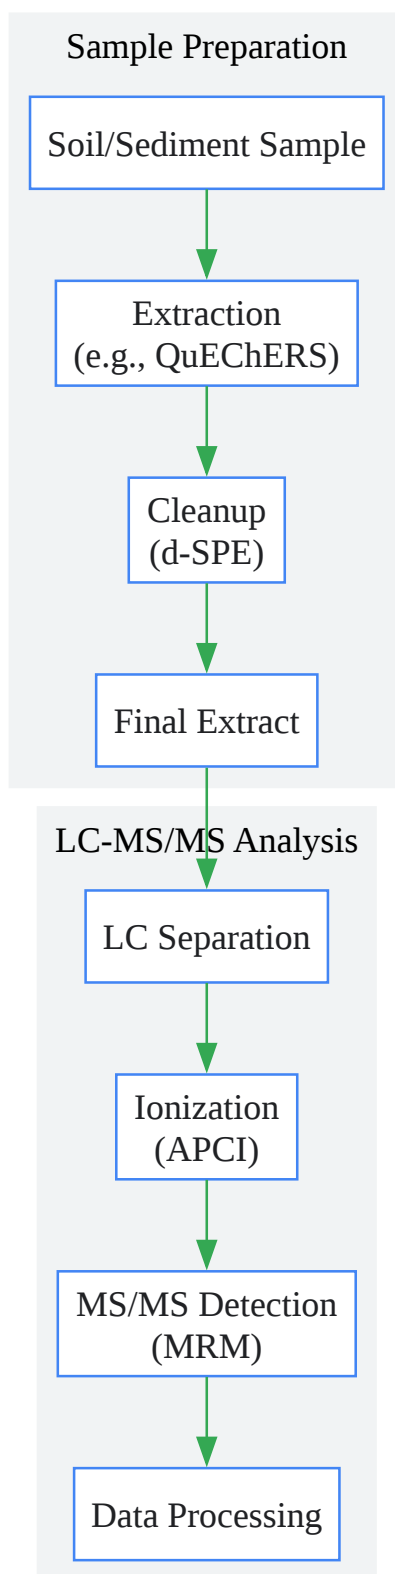 Sample Preparation
Soil/Sediment Sample
Extraction
(e.g., QuEChERS)
Cleanup
(d-SPE)
Final Extract
LC-MS/MS Analysis
LC Separation
Ionization
(APCI)
MS/MS Detection
(MRM)
Data Processing